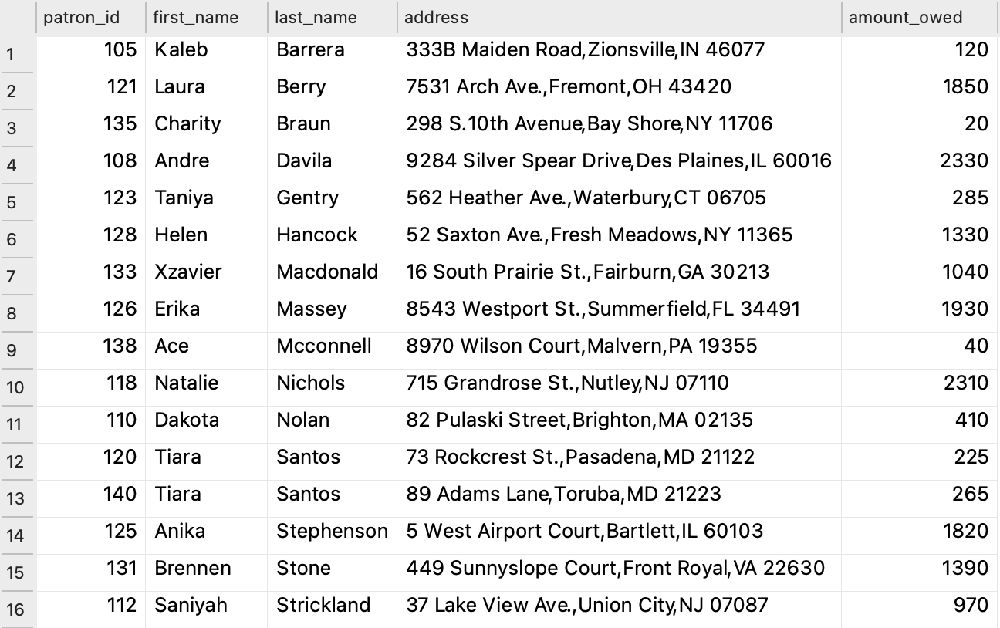 patron_id first_name last_name address amount_owed
1 105 Kaleb Barrera 333B Maiden Road,Zionsville,IN 46077 120
2 121 Laura Berry 7531 Arch Ave.,Fremont,OH 43420 1850
3 135 Charity Braun 298 S.10th Avenue,Bay Shore,NY 11706 20
4 108 Andre Davila 9284 Silver Spear Drive,Des Plaines,IL 60016 2330
5 123 Taniya Gentry 562 Heather Ave.,Waterbury,CT 06705 285
6 128 Helen Hancock 52 Saxton Ave.,Fresh Meadows,NY 11365 1330
7 133 Xzavier Macdonald 16 South Prairie St.,Fairburn,GA 30213 1040
8 126 Erika Massey 8543 Westport St.,Summerfield,FL 34491 1930
9 138 Ace Mcconnell 8970 Wilson Court,Malvern,PA 19355 40
10 118 Natalie Nichols 715 Grandrose St.,Nutley,NJ 07110 2310
11 110 Dakota Nolan 82 Pulaski Street,Brighton,MA 02135 410
12 120 Tiara Santos 73 Rockcrest St.,Pasadena,MD 21122 225
13 140 Tiara Santos 89 Adams Lane,Toruba,MD 21223 265
14 125 Anika Stephenson 5 West Airport Court,Bartlett,IL 60103 1820
15 131 Brennen Stone 449 Sunnyslope Court,Front Royal,VA 22630 1390
16 112 Saniyah Strickland 37 Lake View Ave.,Union City,NJ 07087 970